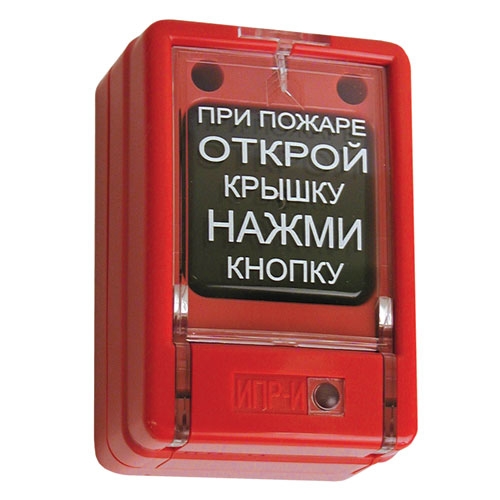 ПРИ ПОЖАРЕ
ОТКРОЙ
КРЫШКУ
НАЖМИ
КНОПКУ
ИПР-И